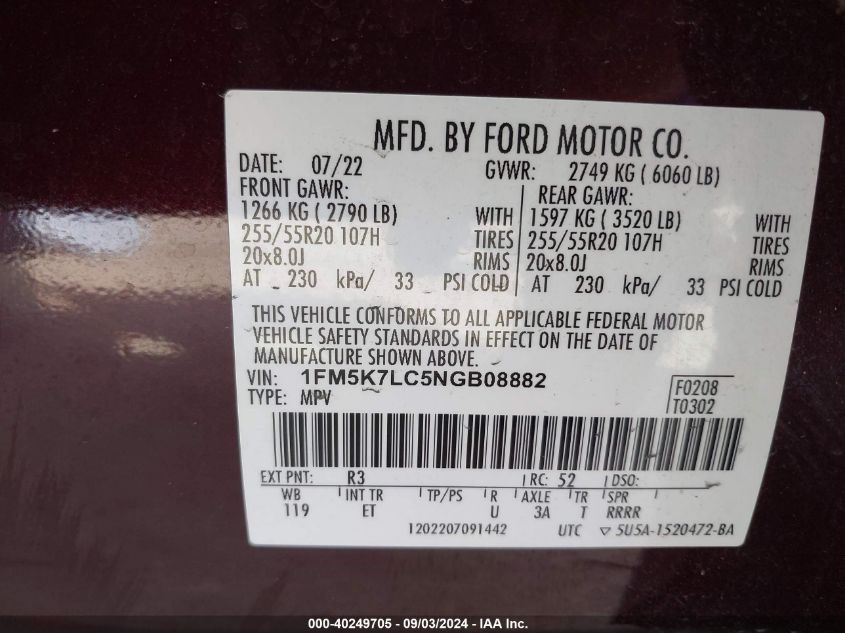 MFD. BY FORD MOTOR CO.
DATE: 07/22 GVWR: 2749 KG ( 6060 LB)
FRONT GAWR: REAR GAWR:
1266 KG ( 2790 LB) WITH 1597 KG ( 3520 LB) WITH
255/55R20 107H TIRES 255/55R20 107H TIRES
20x8.0J RIMS 20x8.0J RIMS
AT 230 kPa/ 33 PSI COLD AT 230 kPa/ 33 PSI COLD
THIS VEHICLE CONFORMS TO ALL APPLICABLE FEDERAL MOTOR
VEHICLE SAFETY STANDARDS IN EFFECT ON THE DATE OF
MANUFACTURE SHOWN ABOVE.
VIN: 1FM5K7LC5NGB08882 F0208
TYPE: MPV T0302
EXT PNT: R3 RC: 52 DSO:
WB INT TR TP/PS R AXLE TR SPR
119 ET U 3A T RRRR
1202207091442 UTC ▽ 5U5A-1520472-BA
000-40249705 - 09/03/2024 - IAA Inc.